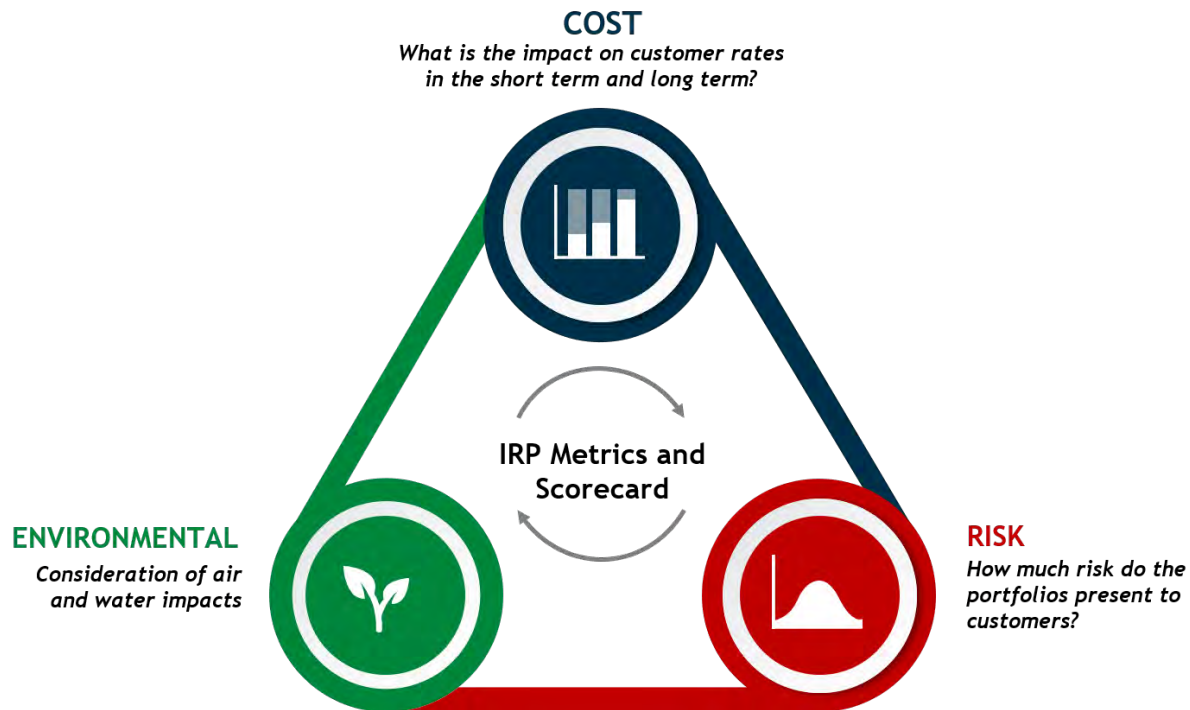 COST
What is the impact on customer rates
in the short term and long term?
IRP Metrics and
Scorecard
ENVIRONMENTAL
Consideration of air
and water impacts
RISK
How much risk do the
portfolios present to
customers?